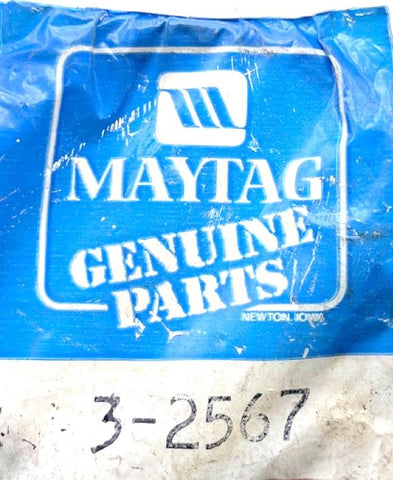 MAYTAG
GENUINE
PARTS
NEWTON, IOWA
3-2567